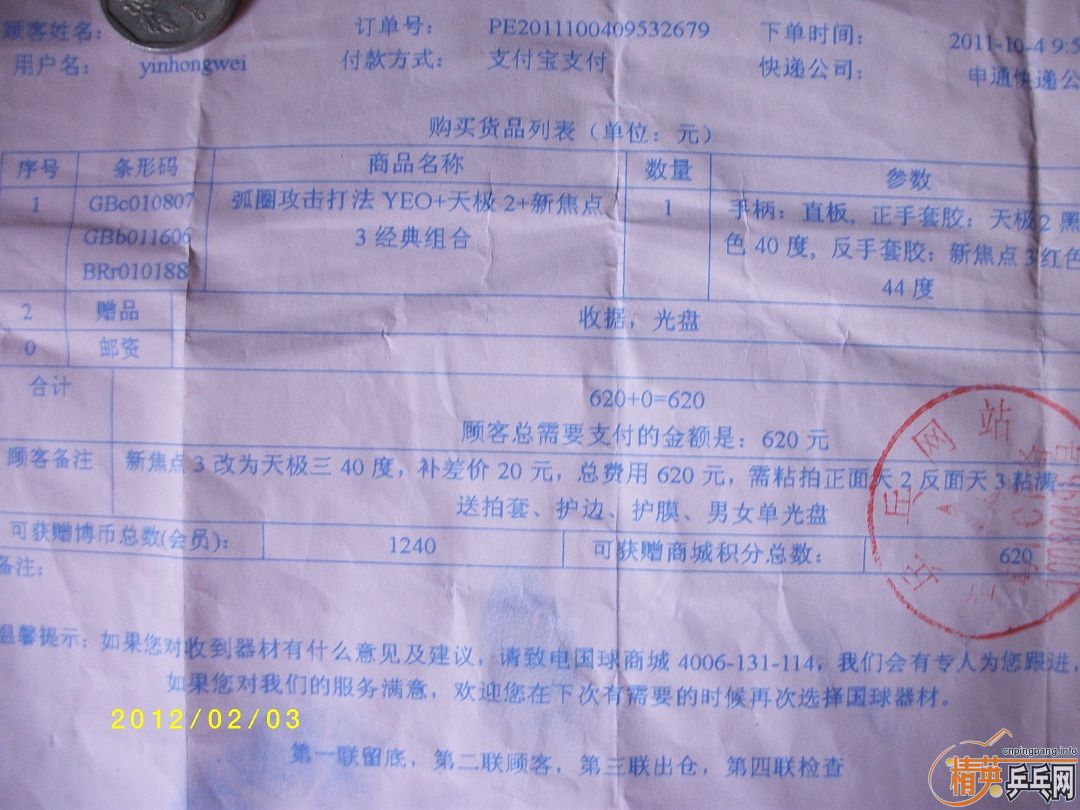 顾客姓名: 订单号: PE2011100409532679 下单时间: 2011-10-4 9:5
用户名: yinhongwei 付款方式: 支付宝支付 快递公司: 申通快递公
购买货品列表（单位：元）
序号 条形码 商品名称 数量 参数
1 GBc010807 弧圈攻击打法 YEO+天极 2+新焦点 1 手柄：直板, 正手套胶：天极2 黑
GBb011606 3 经典组合 色 40 度, 反手套胶：新焦点 3 红色
BRr010188 44 度
2 赠品 收据，光盘
0 邮资
合计 620+0=620
顾客总需要支付的金额是：620 元
顾客备注 新焦点 3 改为天极三 40 度，补差价 20 元，总费用 620 元，需粘拍正面天 2 反面天 3 粘满
送拍套、护边、护膜、男女单光盘
可获赠博币总数(会员): 1240 可获赠商城积分总数: 620
备注:
乒乓网站
温馨提示：如果您对收到器材有什么意见及建议，请致电国球商城 4006-131-114，我们会有专人为您跟进，
如果您对我们的服务满意，欢迎您在下次有需要的时候再次选择国球器材。
2012/02/03
第一联留底，第二联顾客，第三联出仓，第四联检查
cnpingpang.info
精英乒乓网